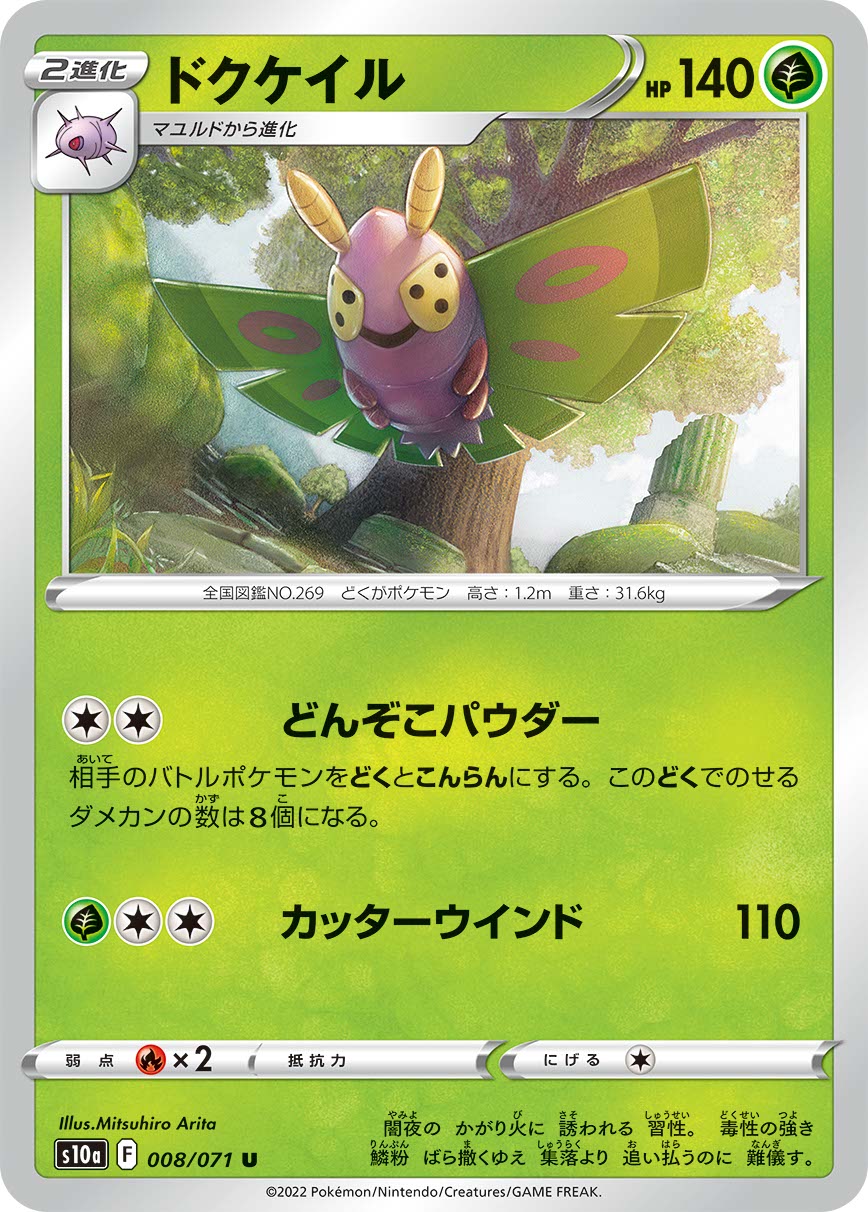 2進化 ドクケイル HP 140
マユルドから進化
全国図鑑NO.269 どくがポケモン 高さ:1.2m 重さ:31.6kg
どんぞこパウダー
相手のバトルポケモンをどくとこんらんにする。このどくでのせる
ダメカンの数は8個になる。
カッターウインド 110
弱点 ×2 抵抗力 にげる
Illus.Mitsuhiro Arita
闇夜の かがり火に 誘われる 習性。 毒性の強き
鱗粉 ばら撒くゆえ 集落より 追い払うのに 難儀す。
s10a F 008/071 U
©2022 Pokémon/Nintendo/Creatures/GAME FREAK.